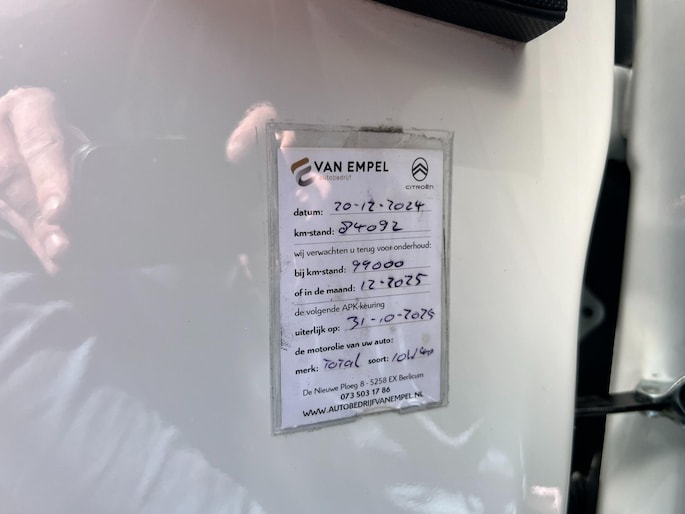 VAN EMPEL
autobedrijf
CITROËN
datum: 20-12-2024
km-stand: 84092
wij verwachten u terug voor onderhoud:
bij km-stand: 99000
of in de maand: 12-2025
de volgende APK-keuring
uiterlijk op: 31-10-2025
de motorolie van uw auto:
merk: Total soort: 10W40
De Nieuwe Ploeg 8 - 5258 EX Berlicum
073 503 17 86
WWW.AUTOBEDRIJFVANEMPEL.NL